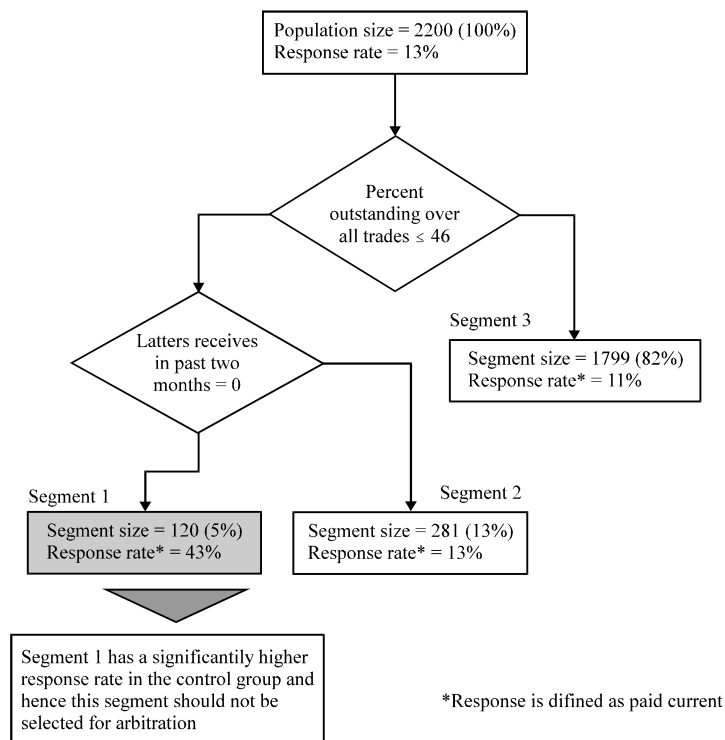 Population size = 2200 (100%)
Response rate = 13%
Percent
outstanding over
all trades ≤ 46
Segment 3
Segment size = 1799 (82%)
Response rate* = 11%
Latters receives
in past two
months = 0
Segment 1
Segment size = 120 (5%)
Response rate* = 43%
Segment 2
Segment size = 281 (13%)
Response rate* = 13%
Segment 1 has a significantily higher
response rate in the control group and
hence this segment should not be
selected for arbitration
*Response is difined as paid current